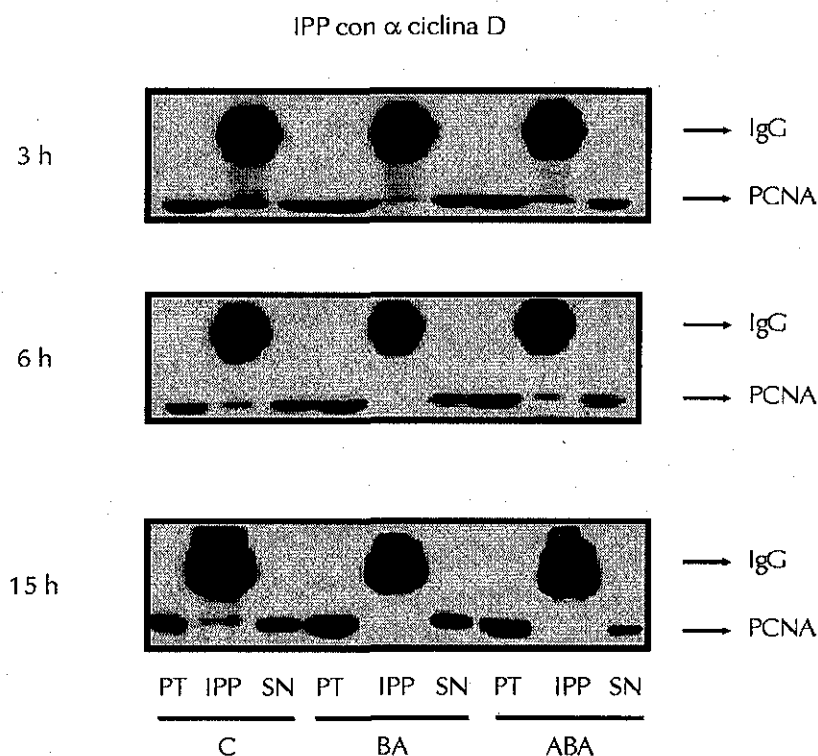 IPP con α ciclina D
3 h
IgG
PCNA
6 h
IgG
PCNA
15 h
IgG
PCNA
PT IPP SN PT IPP SN PT IPP SN
C BA ABA